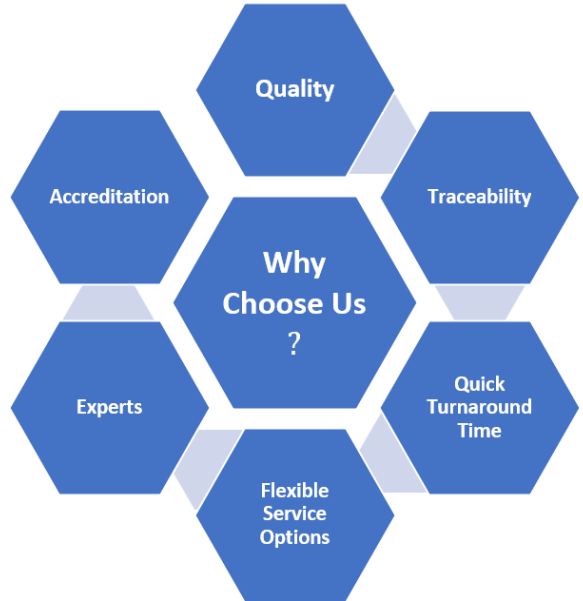 Quality
Accreditation
Traceability
Why
Choose Us
?
Experts
Quick
Turnaround
Time
Flexible
Service
Options